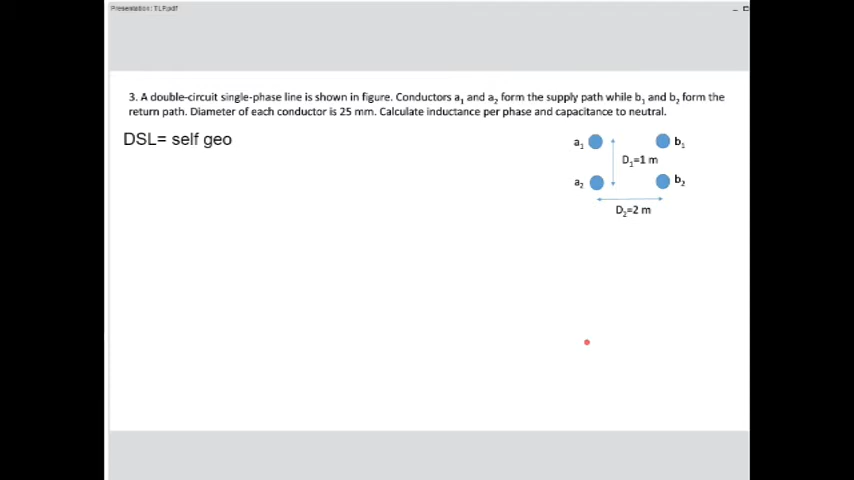 Presentation: TLP.pdf
3. A double-circuit single-phase line is shown in figure. Conductors a₁ and a₂ form the supply path while b₁ and b₂ form the
return path. Diameter of each conductor is 25 mm. Calculate inductance per phase and capacitance to neutral.
DSL= self geo
a₁ b₁
D₁=1 m
a₂ b₂
D₂=2 m